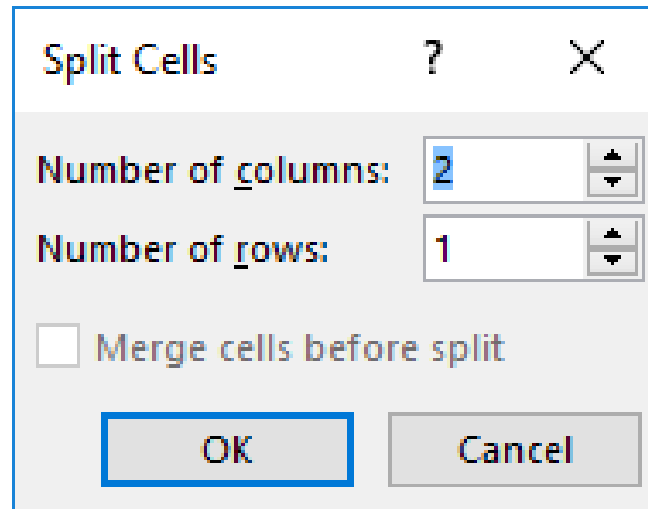 Split Cells ?
Number of columns: 2
Number of rows: 1
Merge cells before split
OK Cancel